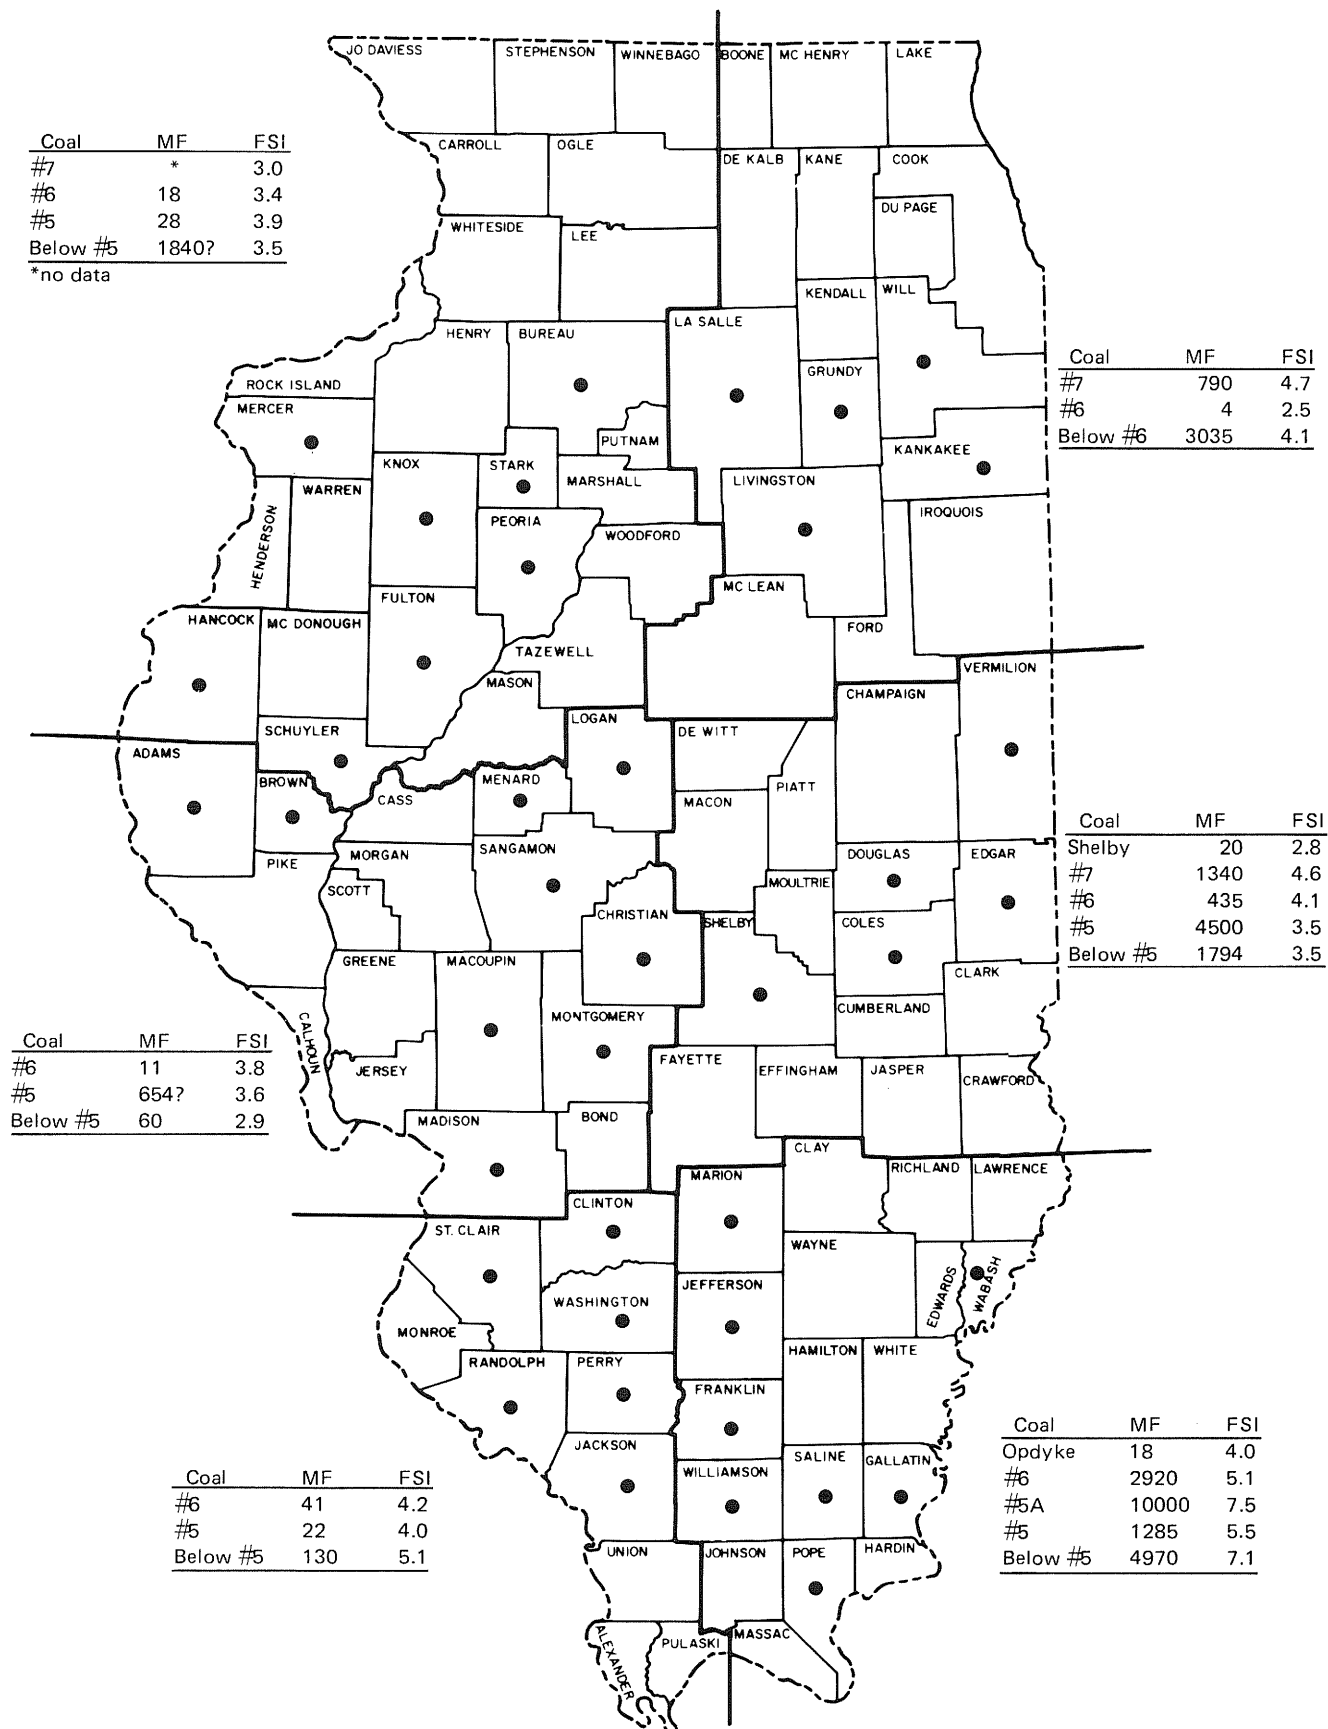 JO DAVIESS
STEPHENSON
WINNEBAGO
BOONE
MC HENRY
LAKE
CARROLL
OGLE
DE KALB
KANE
COOK
DU PAGE
WHITESIDE
LEE
KENDALL
WILL
Coal MF FSI
#7 * 3.0
#6 18 3.4
#5 28 3.9
Below #5 1840? 3.5
*no data
HENRY
BUREAU
LA SALLE
GRUNDY
ROCK ISLAND
MERCER
PUTNAM
KANKAKEE
Coal MF FSI
#7 790 4.7
#6 4 2.5
Below #6 3035 4.1
KNOX
STARK
MARSHALL
LIVINGSTON
WARREN
HENDERSON
PEORIA
WOODFORD
IROQUOIS
FULTON
MC LEAN
HANCOCK
MC DONOUGH
TAZEWELL
FORD
MASON
VERMILION
CHAMPAIGN
LOGAN
DE WITT
SCHUYLER
ADAMS
BROWN
CASS
MENARD
MACON
PIATT
PIKE
MORGAN
SANGAMON
DOUGLAS
EDGAR
SCOTT
MOULTRIE
CHRISTIAN
SHELBY
COLES
Coal MF FSI
Shelby 20 2.8
#7 1340 4.6
#6 435 4.1
#5 4500 3.5
Below #5 1794 3.5
GREENE
MACOUPIN
CLARK
CUMBERLAND
CALHOUN
MONTGOMERY
JERSEY
FAYETTE
EFFINGHAM
JASPER
CRAWFORD
Coal MF FSI
#6 11 3.8
#5 654? 3.6
Below #5 60 2.9
MADISON
BOND
CLAY
RICHLAND
LAWRENCE
MARION
CLINTON
ST. CLAIR
WAYNE
EDWARDS
WABASH
JEFFERSON
WASHINGTON
MONROE
RANDOLPH
PERRY
HAMILTON
WHITE
FRANKLIN
JACKSON
WILLIAMSON
SALINE
GALLATIN
Coal MF FSI
#6 41 4.2
#5 22 4.0
Below #5 130 5.1
Coal MF FSI
Opdyke 18 4.0
#6 2920 5.1
#5A 10000 7.5
#5 1285 5.5
Below #5 4970 7.1
UNION
JOHNSON
POPE
HARDIN
ALEXANDER
PULASKI
MASSAC